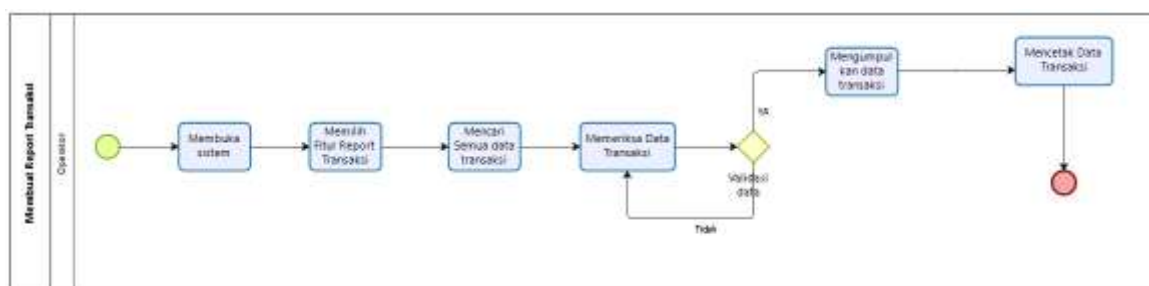 Membuat Report Transaksi
Operator
Membuka
sistem
Memilih
Fitur Report
Transaksi
Mencari
Semua data
transaksi
Memeriksa Data
Transaksi
Validasi
data
YA
Tidak
Mengumpul
kan data
transaksi
Mencetak Data
Transaksi